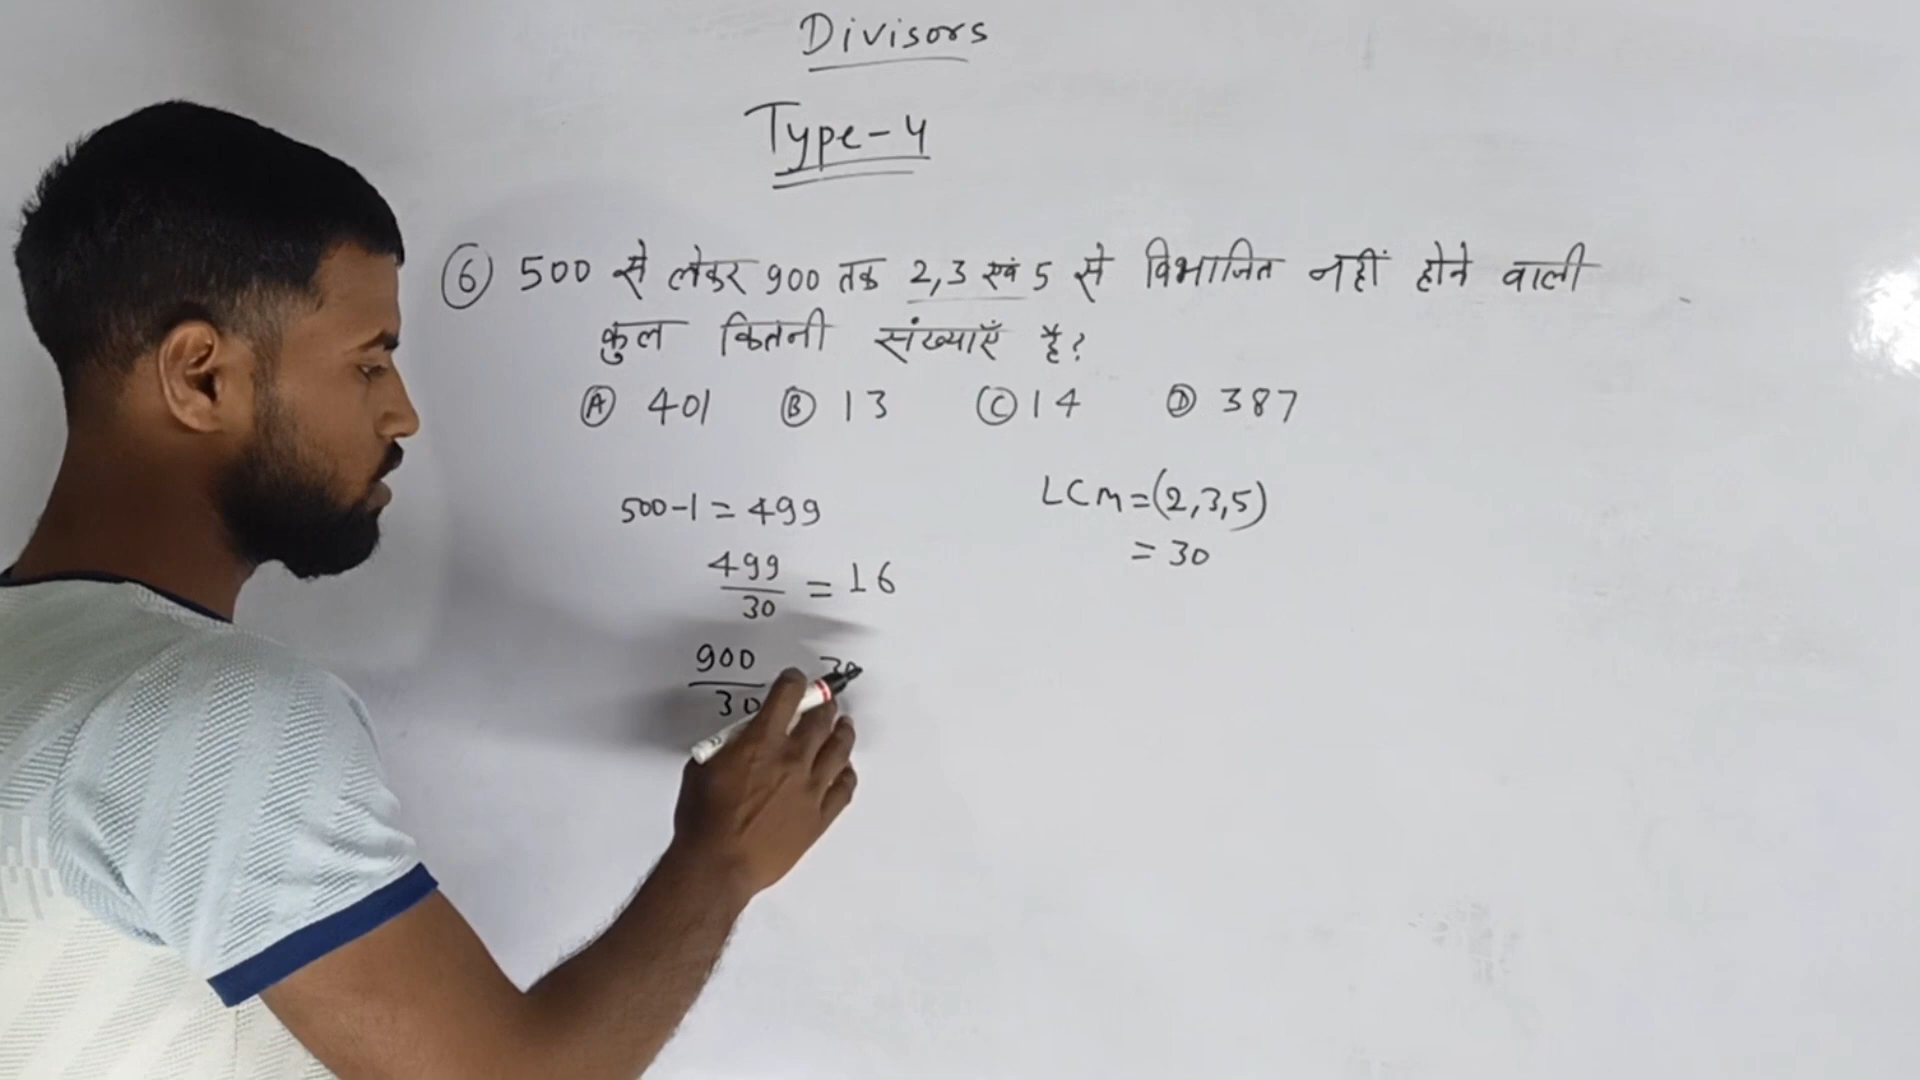 Divisors
Type-4
⑥ 500 से लेकर 900 तक 2,3 एवं 5 से विभाजित नहीं होने वाली
कुल कितनी संख्याएँ है?
Ⓐ 401 Ⓑ 13 Ⓒ 14 Ⓓ 387
500-1 = 499
LCM=(2,3,5)
= 30
499/30 = 16
900/30 30